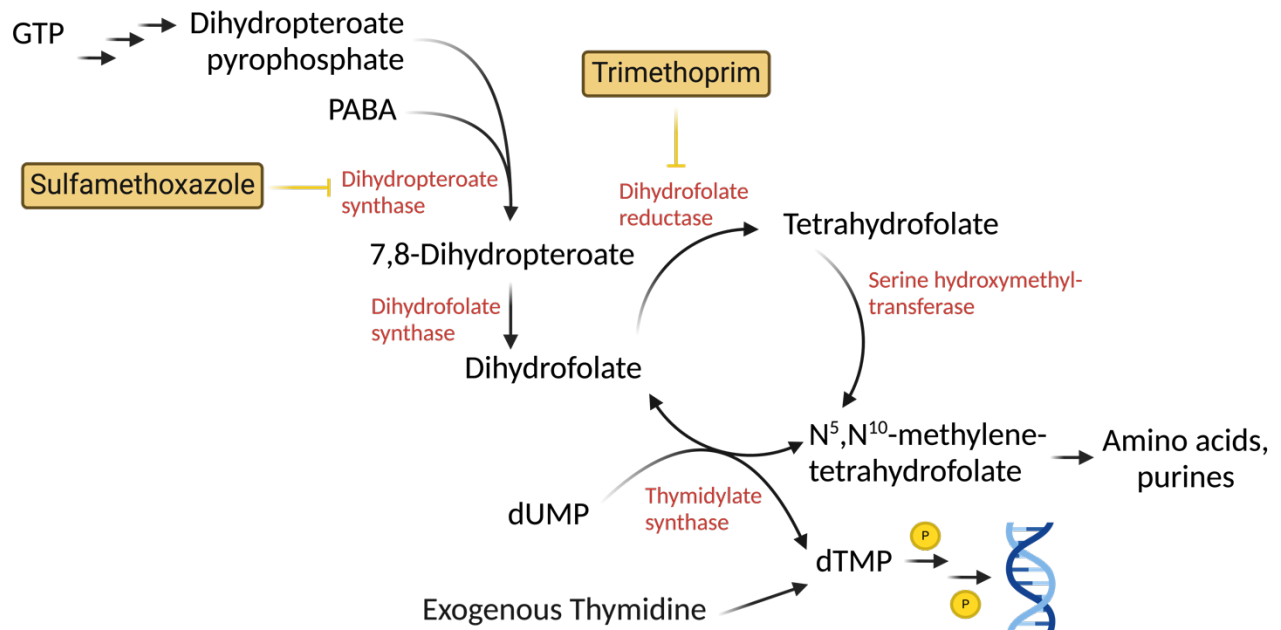 GTP
Dihydropteroate
pyrophosphate
PABA
Trimethoprim
Sulfamethoxazole
Dihydropteroate
synthase
Dihydrofolate
reductase
Tetrahydrofolate
7,8-Dihydropteroate
Serine hydroxymethyl-
transferase
Dihydrofolate
synthase
Dihydrofolate
N⁵,N¹⁰-methylene-
tetrahydrofolate
Amino acids,
purines
dUMP
Thymidylate
synthase
dTMP
P
P
Exogenous Thymidine